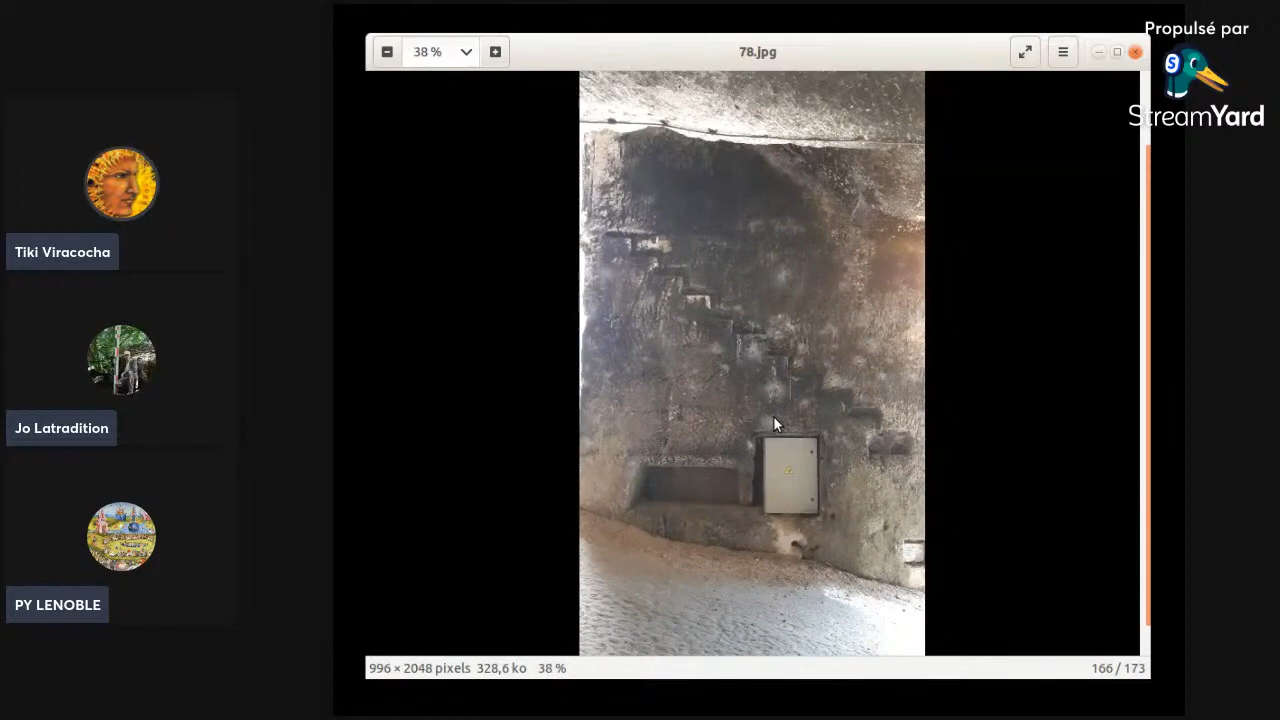 Propulsé par
StreamYard
38 %
78.jpg
Tiki Viracocha
Jo Latradition
PY LENOBLE
996 × 2048 pixels 328,6 ko 38 %
166 / 173